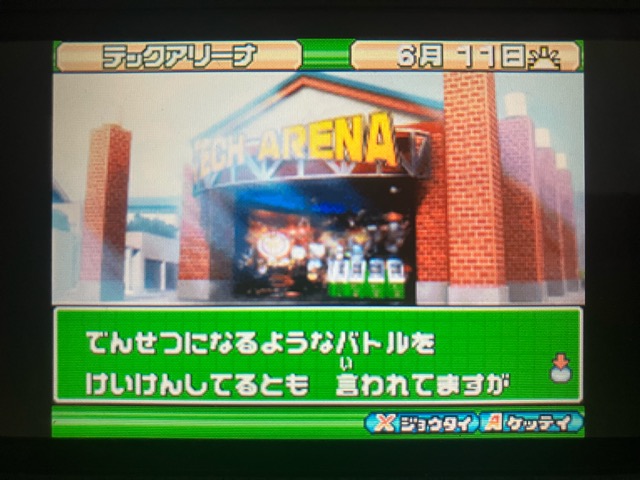 テックアリーナ
6月 11日
TECH-ARENA
でんせつになるようなバトルを
い
けいけんしてるとも 言われてますが
X ジョウタイ A ケッテイ